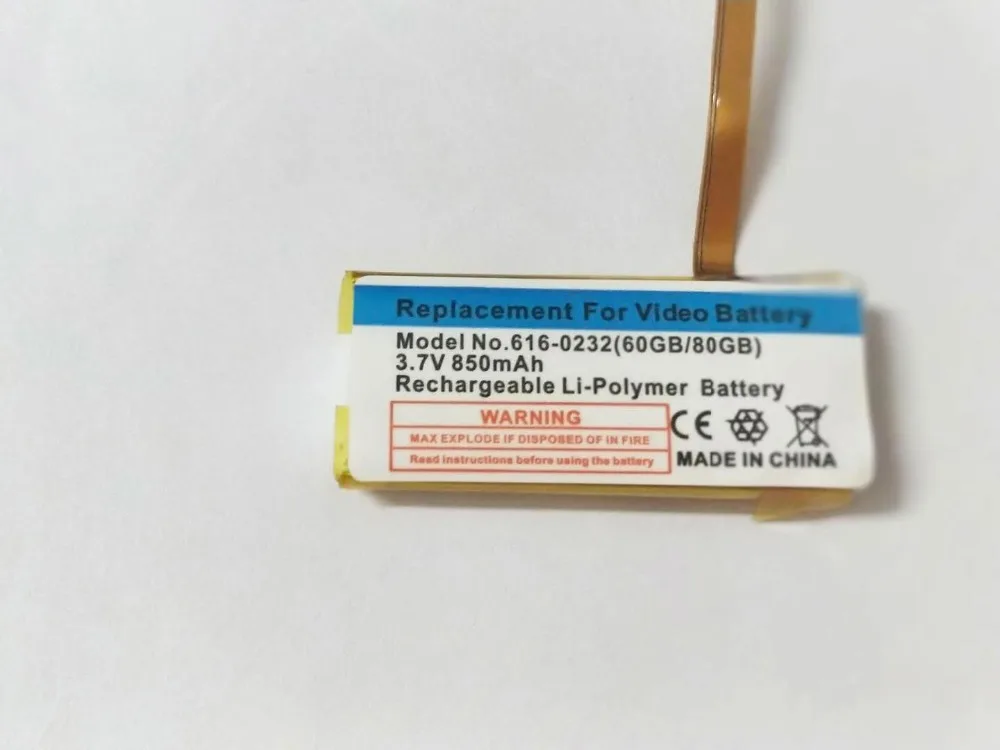 Replacement For Video Battery
Model No.616-0232(60GB/80GB)
3.7V 850mAh
Rechargeable Li-Polymer Battery
WARNING
MAX EXPLODE IF DISPOSED OF IN FIRE
Read instructions before using the battery
CE
MADE IN CHINA